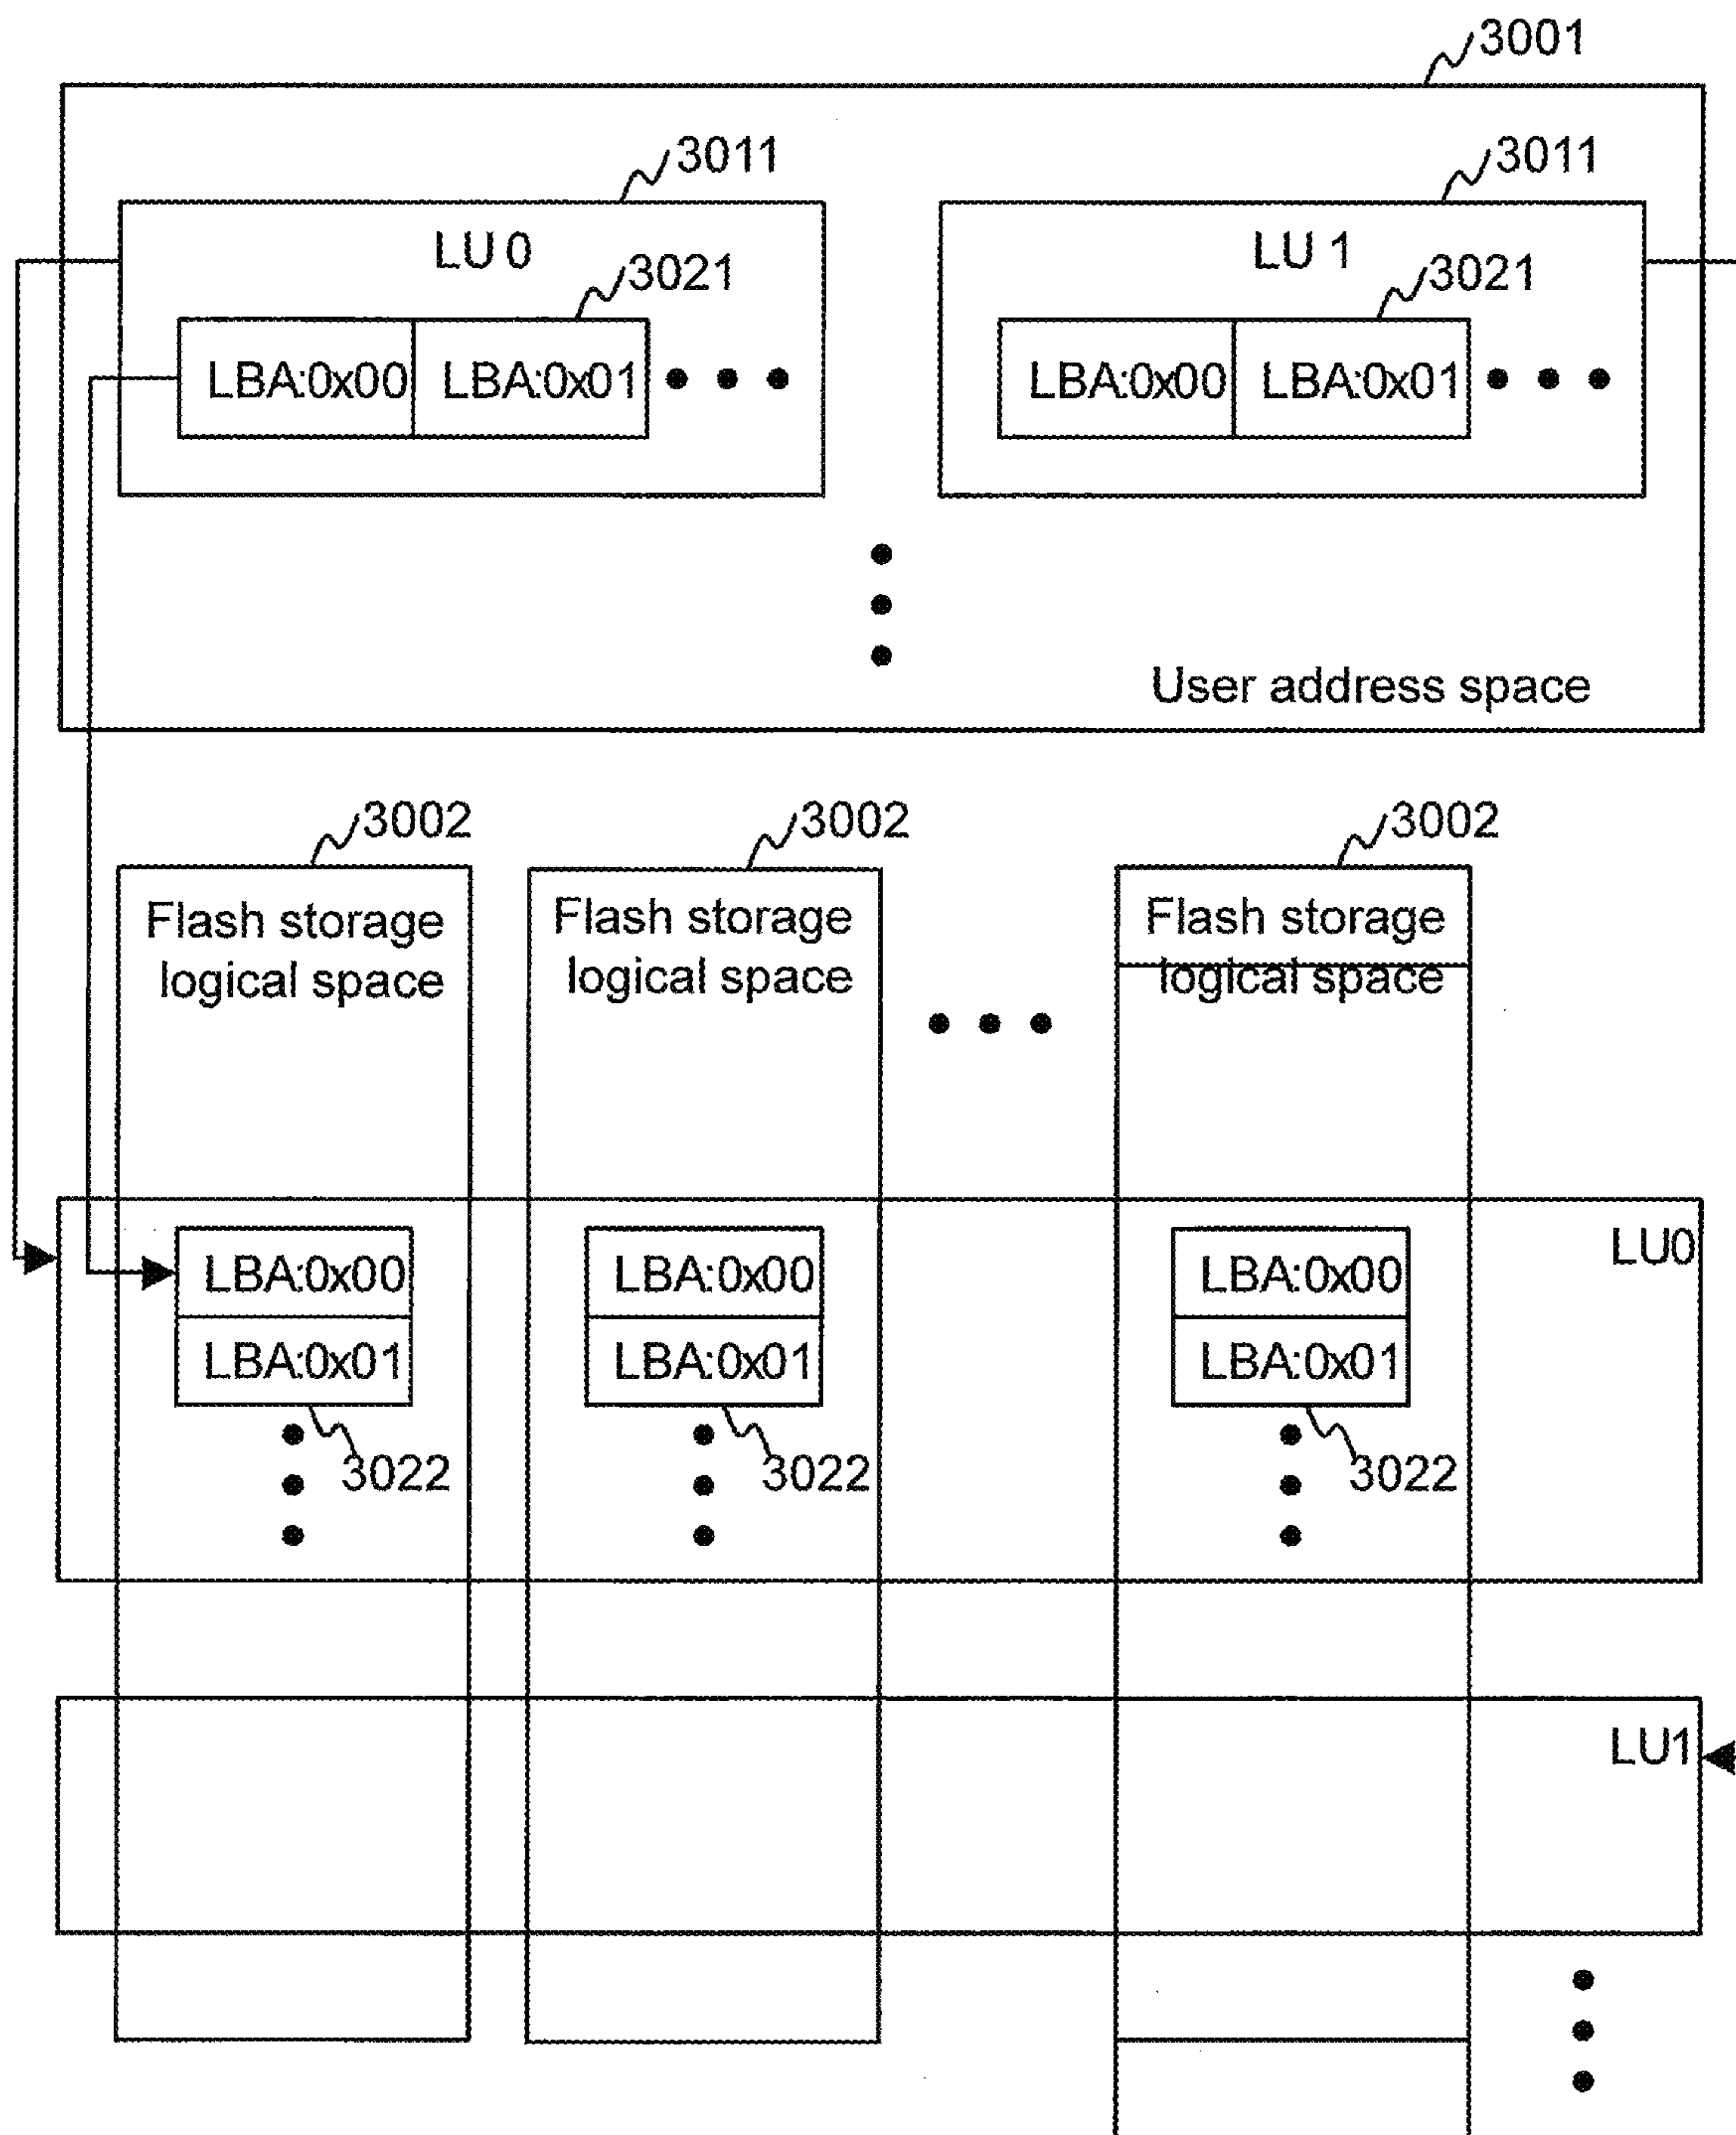 3001
3011 3011
LU 0 LU 1
3021 3021
LBA:0x00 LBA:0x01 LBA:0x00 LBA:0x01
User address space
3002 3002 3002
Flash storage Flash storage Flash storage
logical space logical space logical space
LU0
LBA:0x00 LBA:0x00 LBA:0x00
LBA:0x01 LBA:0x01 LBA:0x01
3022 3022 3022
LU1